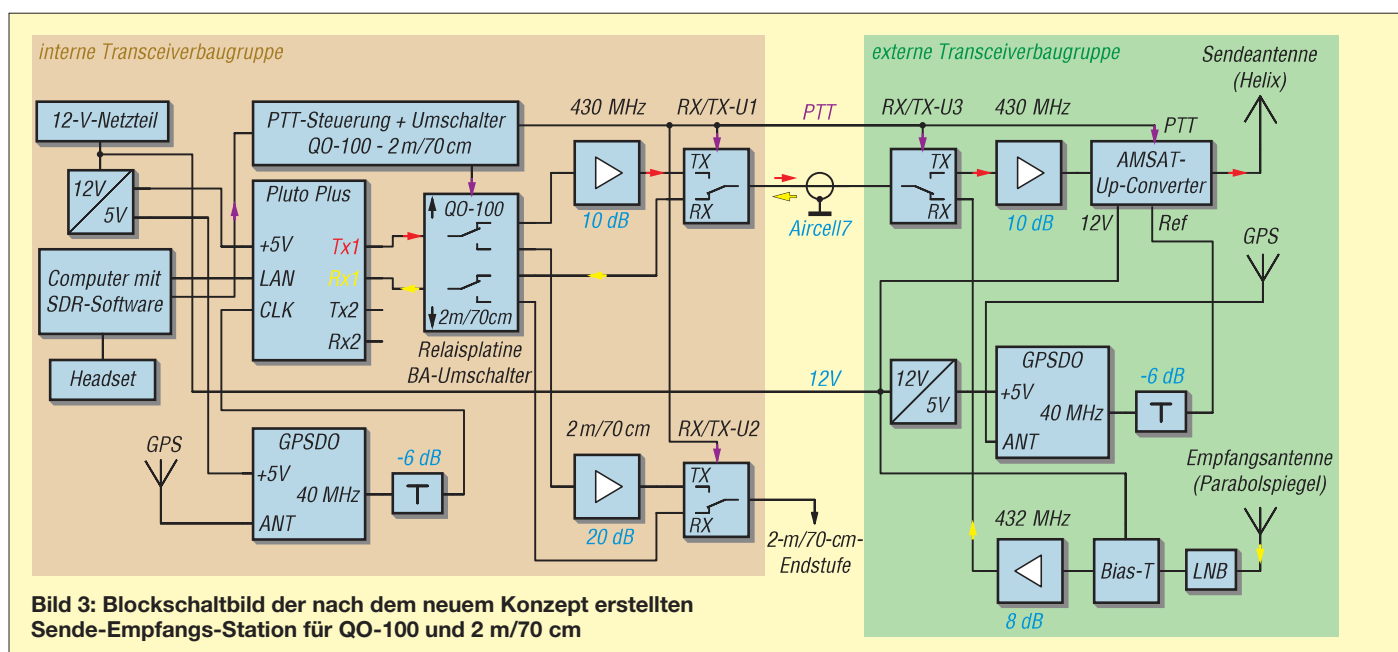 interne Transceiverbaugruppe
12-V-Netzteil
12V
5V
Computer mit
SDR-Software
Headset
PTT-Steuerung + Umschalter
QO-100 - 2 m/70 cm
Pluto Plus
+5V
LAN
CLK
Tx1
Rx1
Tx2
Rx2
QO-100
2m/70cm
Relaisplatine
BA-Umschalter
430 MHz
10 dB
RX/TX-U1
TX
RX
PTT
Aircell7
12V
GPS
GPSDO
+5V
40 MHz
ANT
-6 dB
2 m/70 cm
20 dB
RX/TX-U2
TX
RX
2-m/70-cm-
Endstufe
externe Transceiverbaugruppe
RX/TX-U3
TX
RX
430 MHz
10 dB
PTT
AMSAT-
Up-Converter
12V
Ref
Sendeantenne
(Helix)
GPS
12V
5V
GPSDO
+5V
40 MHz
ANT
-6 dB
Empfangsantenne
(Parabolspiegel)
432 MHz
8 dB
Bias-T
LNB
Bild 3: Blockschaltbild der nach dem neuem Konzept erstellten
Sende-Empfangs-Station für QO-100 und 2 m/70 cm